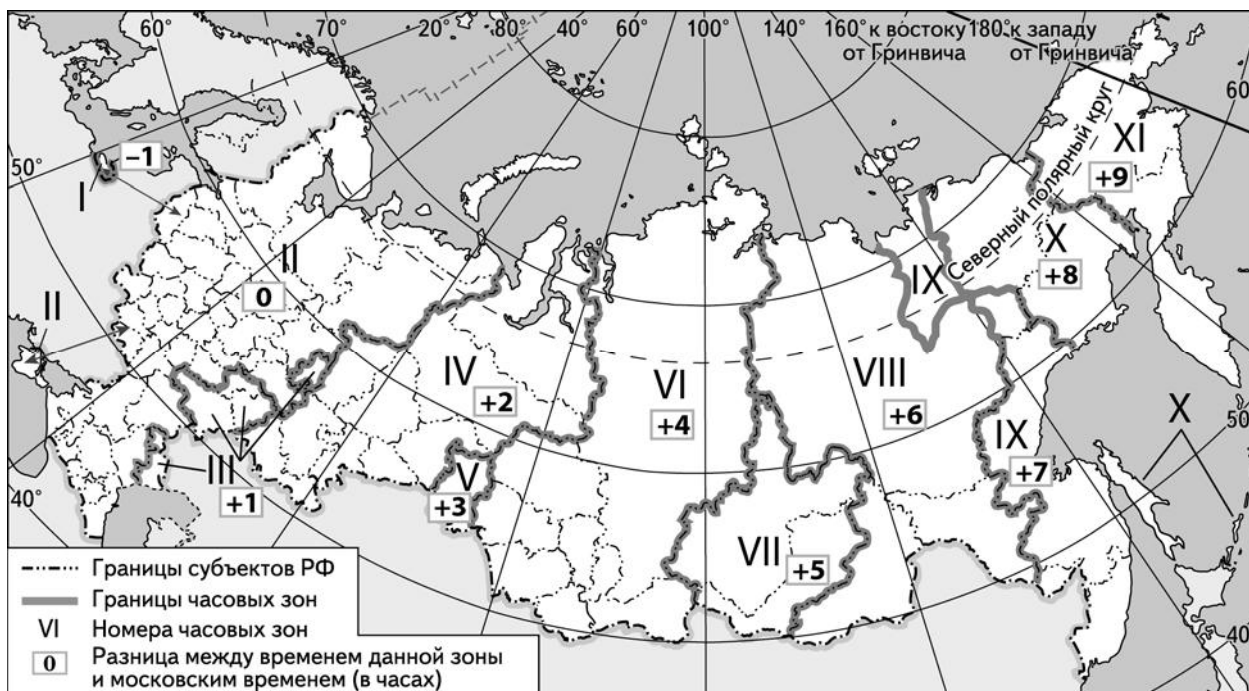 60° 70° 20° 40° 60° 80° 100° 120° 140° 160° к востоку 180° к западу
от Гринвича от Гринвича
60°
50°
–1
I
XI
+9
Северный полярный круг
II
X
0
IX
+8
II
IV
VI
VIII
+2
+4
+6
X
50°
IX
V
III
+7
40°
+1
+3
VII
+5
40°
Границы субъектов РФ
Границы часовых зон
VI Номера часовых зон
0 Разница между временем данной зоны
и московским временем (в часах)